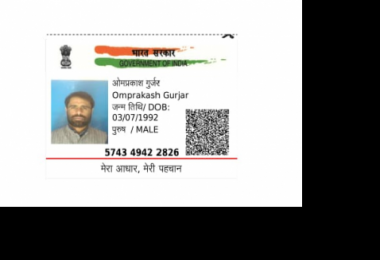 भारत सरकार
GOVERNMENT OF INDIA
ओमप्रकाश गुर्जर
Omprakash Gurjar
जन्म तिथि/ DOB:
03/07/1992
पुरुष / MALE
5743 4942 2826
मेरा आधार, मेरी पहचान